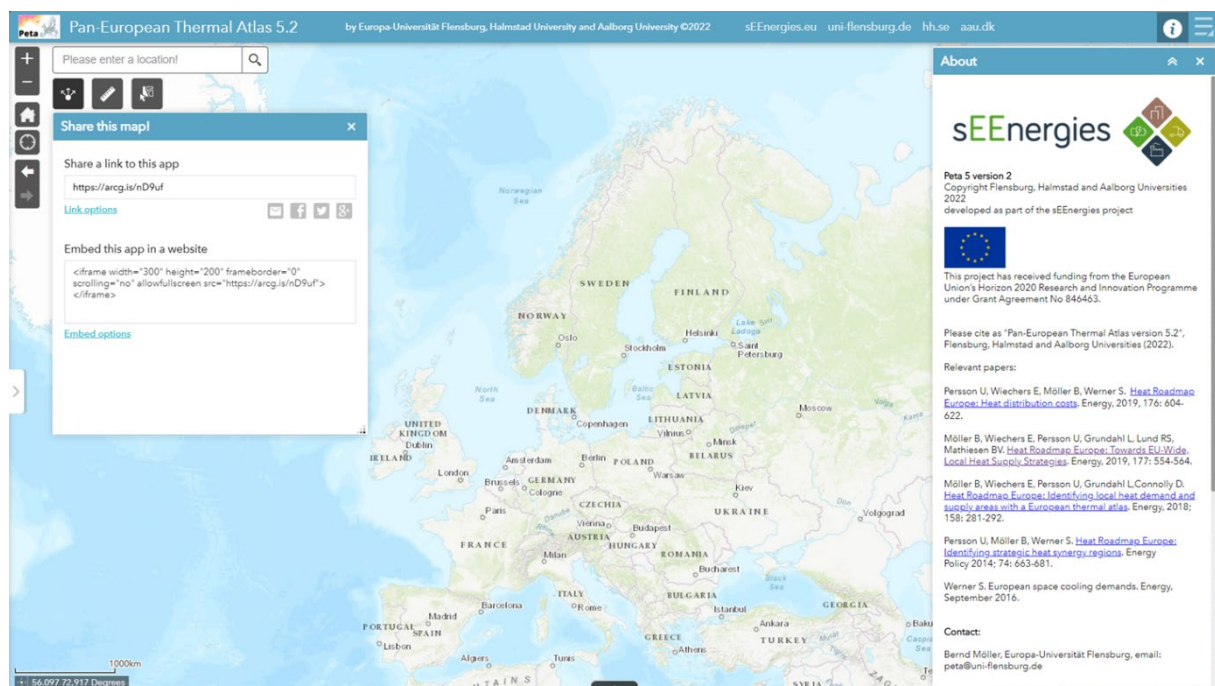 Peta
Pan-European Thermal Atlas 5.2
by Europa-Universität Flensburg, Halmstad University and Aalborg University ©2022
sEEnergies.eu uni-flensburg.de hh.se aau.dk
Please enter a location!
Share this map!
Share a link to this app
https://arcg.is/nD9uf
Link options
Embed this app in a website
<iframe width="300" height="200" frameborder="0"
scrolling="no" allowfullscreen src="https://arcg.is/nD9uf">
</iframe>
Embed options
Norwegian
Sea
SWEDEN
FINLAND
NORWAY
Lake
Ladoga
Oslo
Helsinki
Stockholm
Saint
Petersburg
ESTONIA
North
Sea
Baltic
Sea
LATVIA
Moscow
Volga
Kama
DENMARK
Copenhagen
LITHUANIA
UNITED
KINGDOM
Vilnius
Dnieper
Minsk
Dublin
IRELAND
Amsterdam
Berlin
POLAND
BELARUS
London
Warsaw
Brussels
GERMANY
Cologne
Kiev
Paris
CZECHIA
UKRAINE
Don
Volgograd
Danube
Vienna
Budapest
AUSTRIA
HUNGARY
FRANCE
Milan
ROMANIA
Bucharest
Black
Sea
ITALY
BULGARIA
Barcelona
Rome
Istanbul
GEORGIA
Madrid
PORTUGAL
SPAIN
Ankara
Baku
Lisbon
GREECE
TURKEY
Athens
Algiers
Tunis
SYRIA
1000km
56.097 72.917 Degrees
About
sEEnergies
Peta 5 version 2
Copyright Flensburg, Halmstad and Aalborg Universities
2022
developed as part of the sEEnergies project
This project has received funding from the European
Union's Horizon 2020 Research and Innovation Programme
under Grant Agreement No 846463.
Please cite as "Pan-European Thermal Atlas version 5.2",
Flensburg, Halmstad and Aalborg Universities (2022).
Relevant papers:
Persson U, Wiechers E, Möller B, Werner S. Heat Roadmap
Europe: Heat distribution costs. Energy, 2019, 176: 604-
622.
Möller B, Wiechers E, Persson U, Grundahl L, Lund RS,
Mathiesen BV. Heat Roadmap Europe: Towards EU-Wide,
Local Heat Supply Strategies. Energy, 2019, 177: 554-564.
Möller B, Wiechers E, Persson U, Grundahl L,Connolly D.
Heat Roadmap Europe: Identifying local heat demand and
supply areas with a European thermal atlas. Energy, 2018;
158: 281-292.
Persson U, Möller B, Werner S. Heat Roadmap Europe:
Identifying strategic heat synergy regions. Energy
Policy 2014; 74: 663-681.
Werner S. European space cooling demands. Energy,
September 2016.
Contact:
Bernd Möller, Europa-Universität Flensburg, email:
peta@uni-flensburg.de